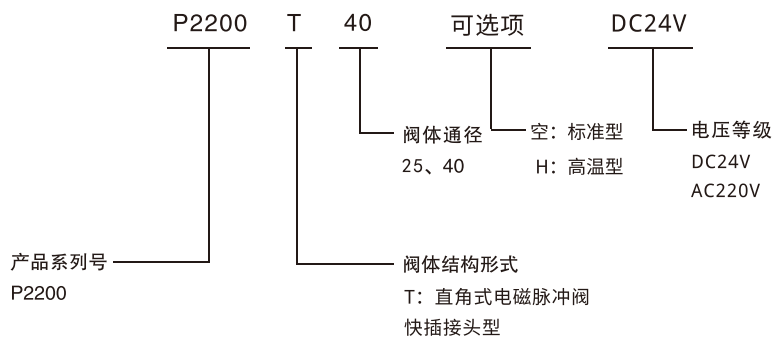 P2200 T 40 可选项 DC24V
阀体通径
25、40
空：标准型
H：高温型
电压等级
DC24V
AC220V
产品系列号
P2200
阀体结构形式
T：直角式电磁脉冲阀
快插接头型